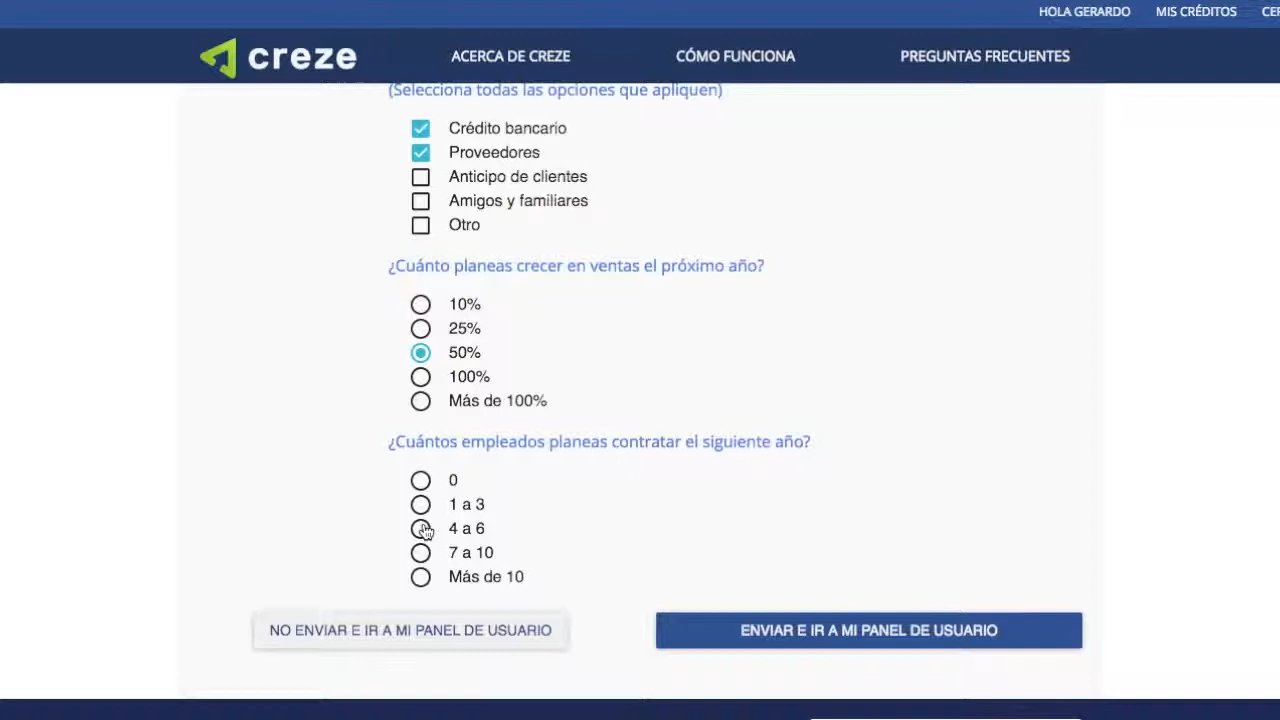 HOLA GERARDO MIS CRÉDITOS
creze ACERCA DE CREZE CÓMO FUNCIONA PREGUNTAS FRECUENTES
(Selecciona todas las opciones que apliquen)
Crédito bancario
Proveedores
Anticipo de clientes
Amigos y familiares
Otro
¿Cuánto planeas crecer en ventas el próximo año?
10%
25%
50%
100%
Más de 100%
¿Cuántos empleados planeas contratar el siguiente año?
0
1 a 3
4 a 6
7 a 10
Más de 10
NO ENVIAR E IR A MI PANEL DE USUARIO ENVIAR E IR A MI PANEL DE USUARIO